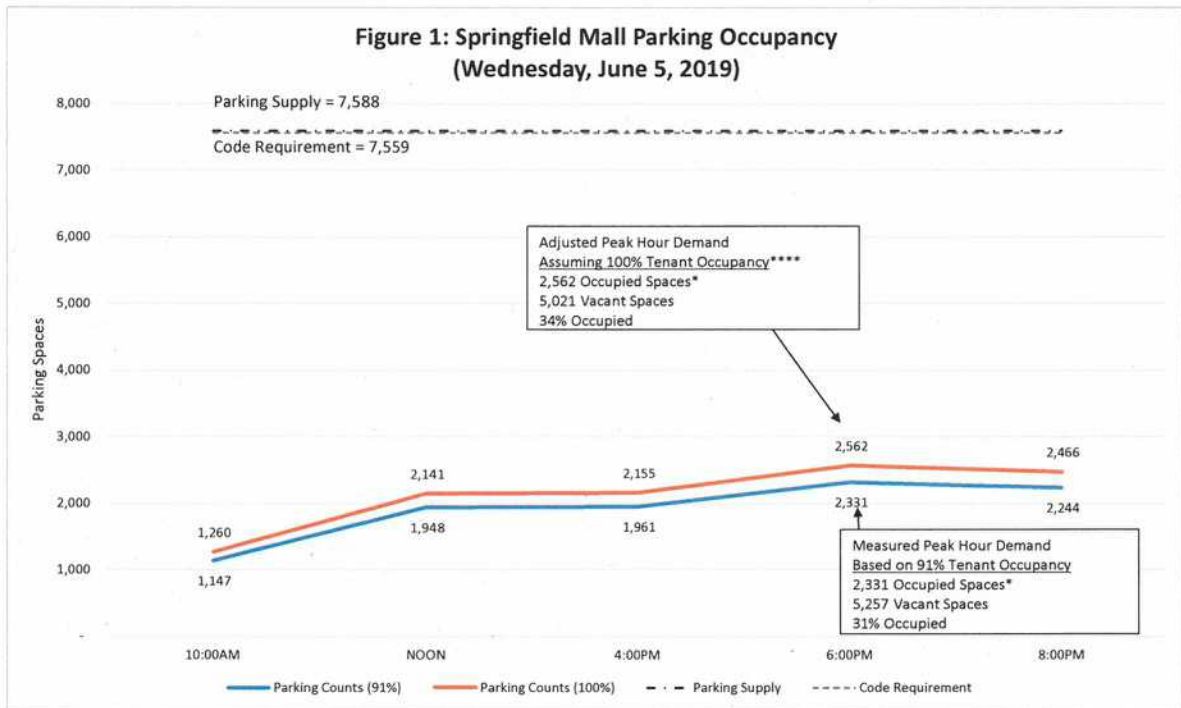 Figure 1: Springfield Mall Parking Occupancy
(Wednesday, June 5, 2019)
Parking Spaces
8,000
7,000
6,000
5,000
4,000
3,000
2,000
1,000
-
Parking Supply = 7,588
Code Requirement = 7,559
Adjusted Peak Hour Demand
Assuming 100% Tenant Occupancy****
2,562 Occupied Spaces*
5,021 Vacant Spaces
34% Occupied
1,260
2,141
2,155
2,562
2,466
1,147
1,948
1,961
2,331
2,244
Measured Peak Hour Demand
Based on 91% Tenant Occupancy
2,331 Occupied Spaces*
5,257 Vacant Spaces
31% Occupied
10:00AM
NOON
4:00PM
6:00PM
8:00PM
Parking Counts (91%)
Parking Counts (100%)
Parking Supply
Code Requirement